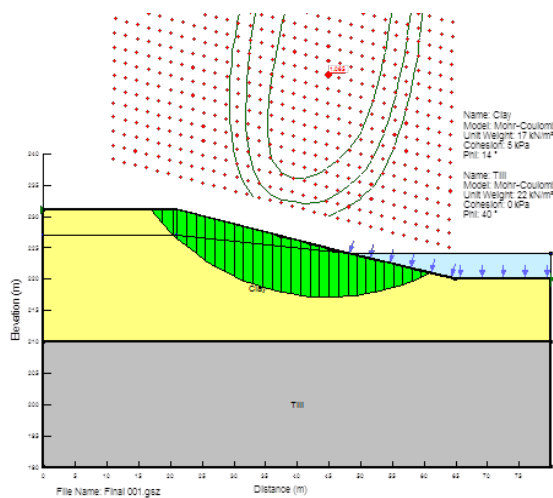 Name: Clay
Model: Mohr-Coulomb
Unit Weight: 17 kN/m³
Cohesion: 5 kPa
Phi: 14 °
Name: Till
Model: Mohr-Coulomb
Unit Weight: 22 kN/m³
Cohesion: 0 kPa
Phi: 40 °
240
235
230
225
220
215
210
205
200
195
190
Elevation (m)
Clay
Till
0 5 10 15 20 25 30 35 40 45 50 55 60 65 70 75
Distance (m)
File Name: Final 001.gsz